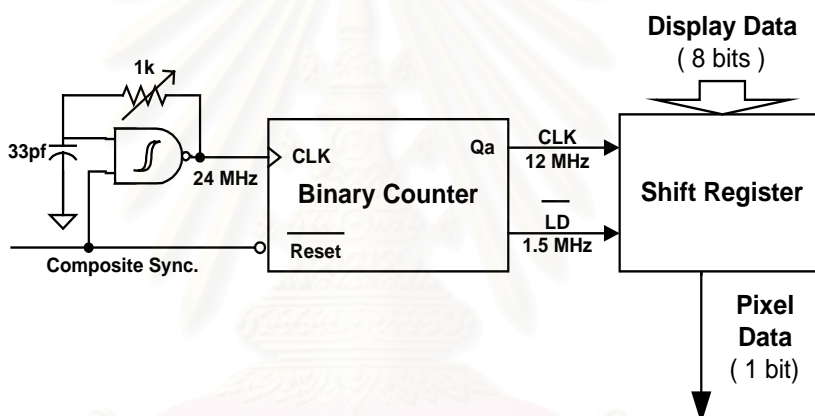 Display Data
( 8 bits )
1k
33pf
24 MHz
CLK
Qa
Binary Counter
Reset
CLK
12 MHz
LD
1.5 MHz
Shift Register
Composite Sync.
Pixel
Data
( 1 bit)